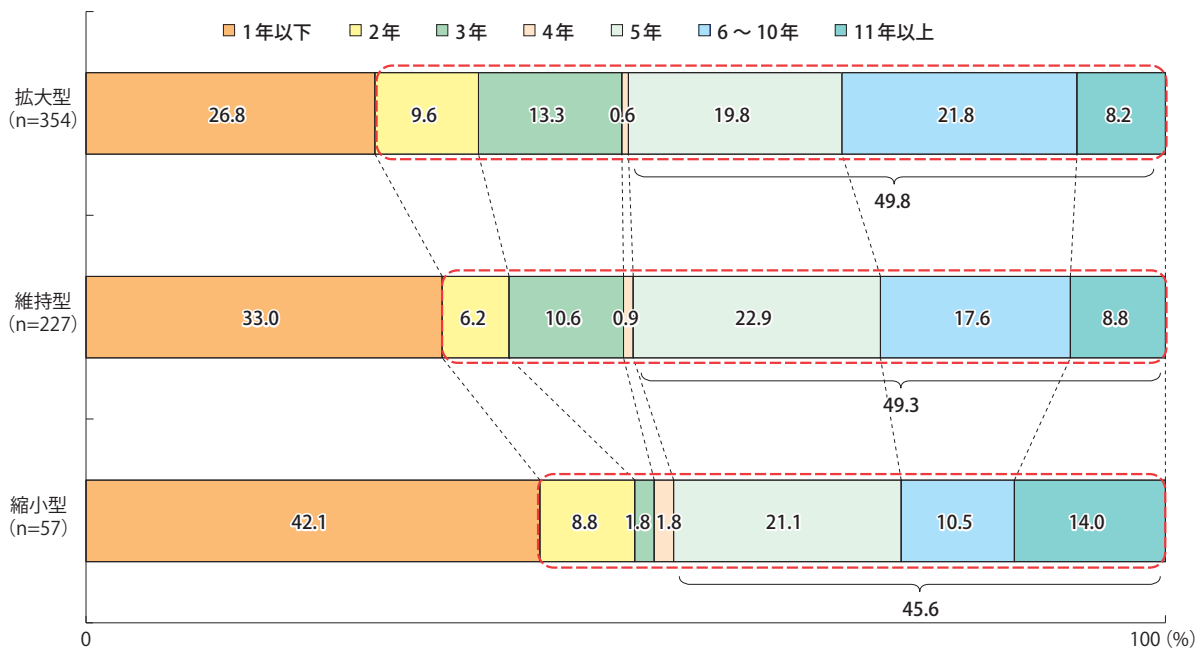 1年以下 2年 3年 4年 5年 6～10年 11年以上
拡大型
（n=354）
26.8 9.6 13.3 0.6 19.8 21.8 8.2
49.8
維持型
（n=227）
33.0 6.2 10.6 0.9 22.9 17.6 8.8
49.3
縮小型
（n=57）
42.1 8.8 1.8 1.8 21.1 10.5 14.0
45.6
0 100（%）